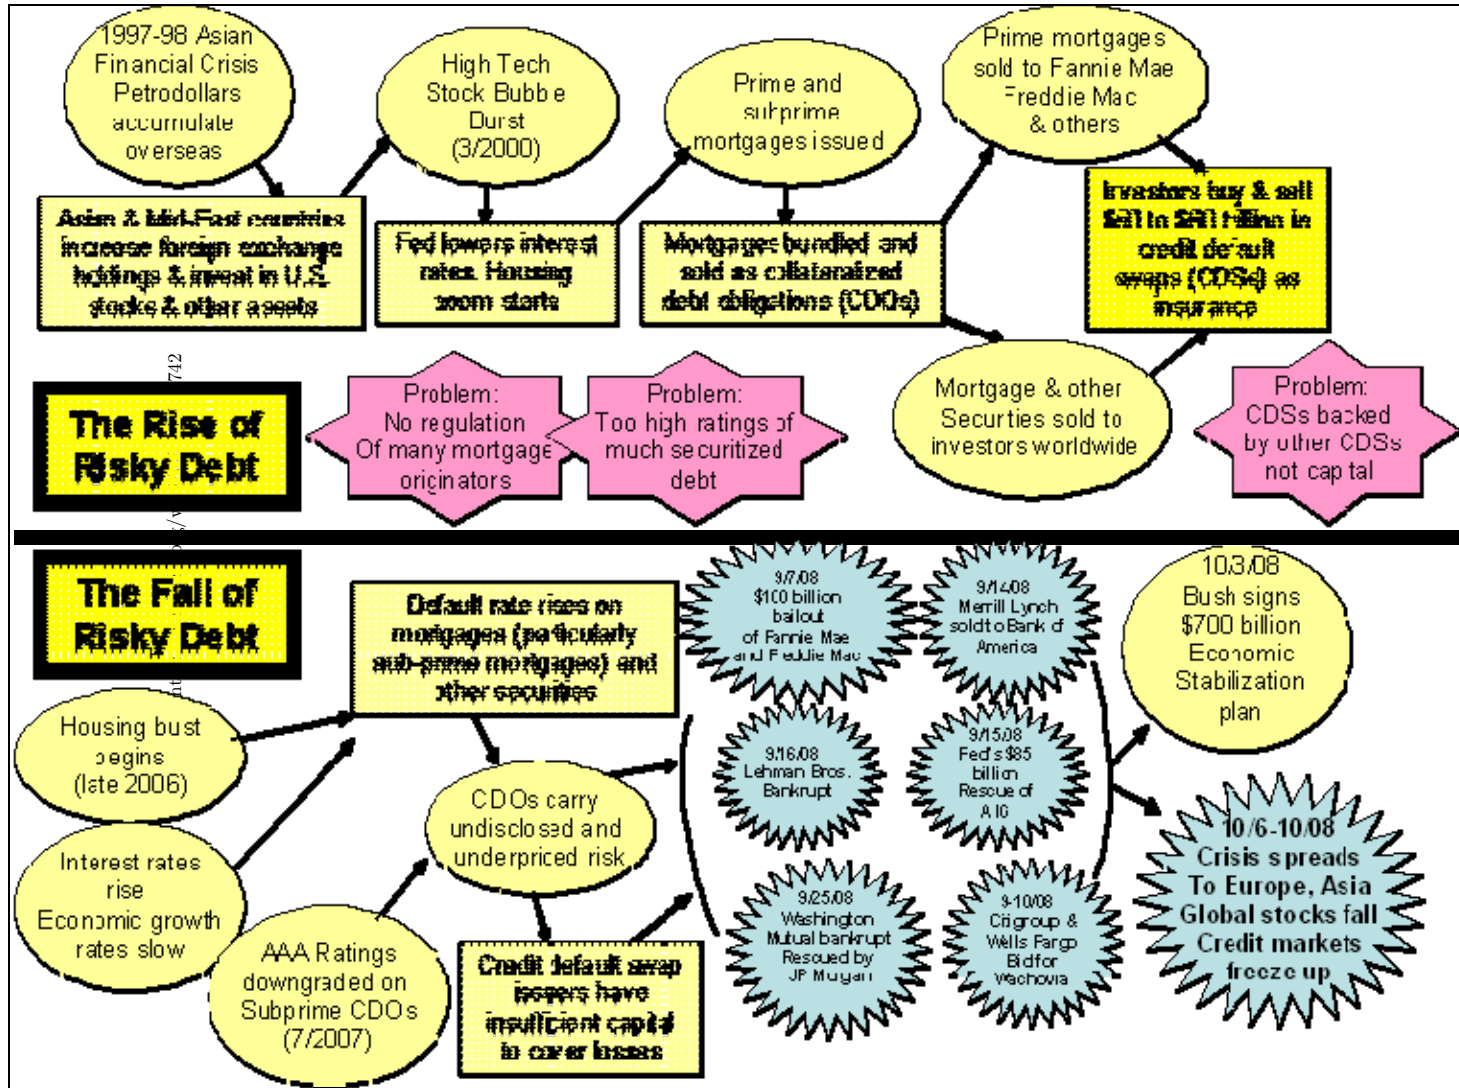 1997-98 Asian
Financial Crisis
Petrodollars
accumulate
overseas
High Tech
Stock Bubble
Burst
(3/2000)
Prime and
subprime
mortgages issued
Prime mortgages
sold to Fannie Mae
Freddie Mac
& others
Asian & Mid-East countries
increase foreign exchange
holdings & invest in U.S.
stocks & other assets
Fed lowers interest
rates. Housing
boom starts
Mortgages bundled and
sold as collateralized
debt obligations (CDOs)
Investors buy & sell
trillion in
credit default
swaps (CDSs) as
insurance
Mortgage & other
Securties sold to
investors worldwide
742
The Rise of
Risky Debt
Problem:
No regulation
Of many mortgage
originators
Problem:
Too high ratings of
much securitized
debt
Problem:
CDSs backed
by other CDSs
not capital
The Fall of
Risky Debt
Default rate rises on
mortgages (particularly
sub-prime mortgages) and
other securities
Housing bust
begins
(late 2006)
Interest rates
rise
Economic growth
rates slow
AAA Ratings
downgraded on
Subprime CDOs
(7/2007)
CDOs carry
undisclosed and
underpriced risk
Credit default swap
issuers have
insufficient capital
to cover losses
9/7/08
$100 billion
bailout
of Fannie Mae
and Freddie Mac
9/14/08
Merrill Lynch
sold to Bank of
America
9/16/08
Lehman Bros.
Bankrupt
9/15/08
Fed's $85
billion
Rescue of
AIG
9/25/08
Washington
Mutual bankrupt
Rescued by
JP Morgan
9-10/08
Citigroup &
Wells Fargo
Bid for
Wachovia
10/3/08
Bush signs
$700 billion
Economic
Stabilization
plan
10/6-10/08
Crisis spreads
To Europe, Asia
Global stocks fall
Credit markets
freeze up